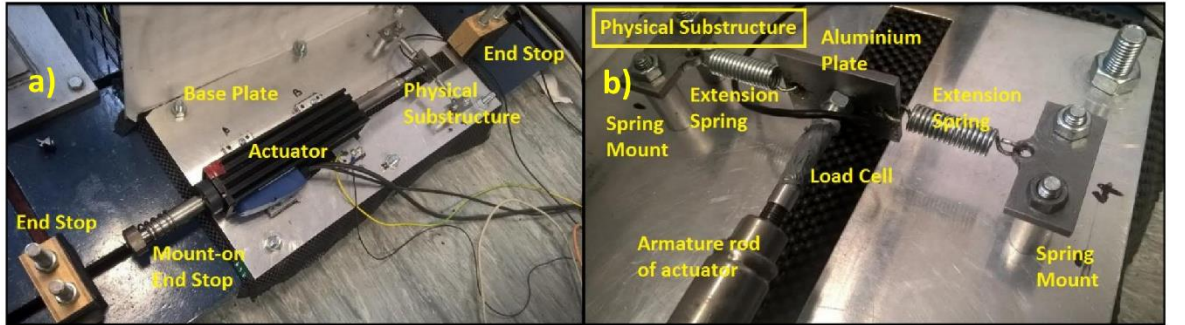 a)
End Stop
Base Plate
Physical
Substructure
Actuator
End Stop
Mount-on
End Stop
b)
Physical Substructure
Aluminium
Plate
Extension
Spring
Extension
Spring
Spring
Mount
Load Cell
Armature rod
of actuator
Spring
Mount